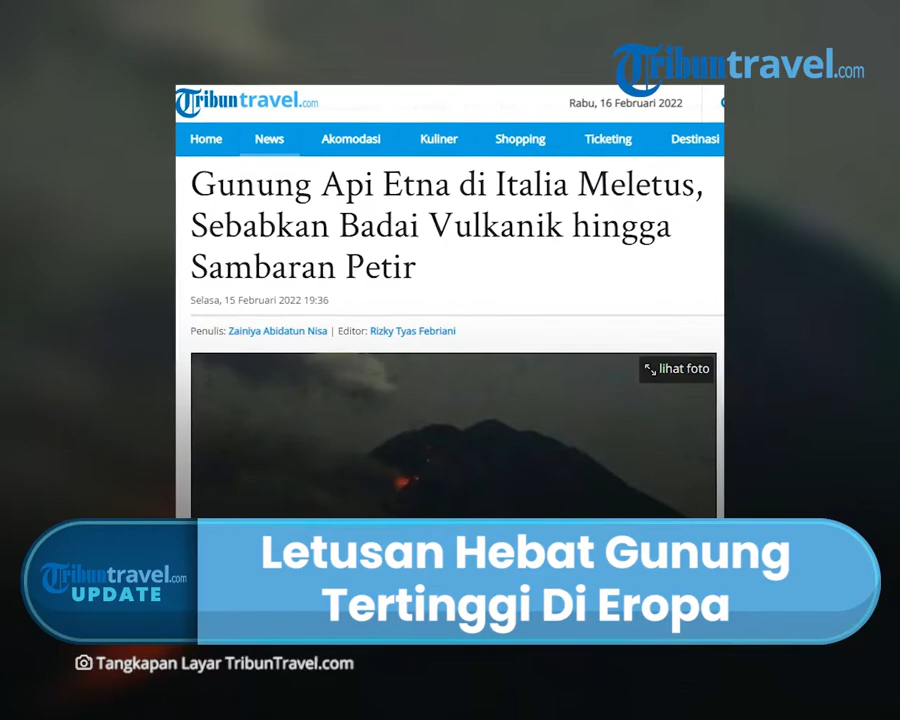 Tribuntravel.com
Tribuntravel.com
Rabu, 16 Februari 2022
Home News Akomodasi Kuliner Shopping Ticketing Destinasi
Gunung Api Etna di Italia Meletus,
Sebabkan Badai Vulkanik hingga
Sambaran Petir
Selasa, 15 Februari 2022 19:36
Penulis: Zainiya Abidatun Nisa | Editor: Rizky Tyas Febriani
lihat foto
Tribuntravel.com
UPDATE
Letusan Hebat Gunung
Tertinggi Di Eropa
Tangkapan Layar TribunTravel.com